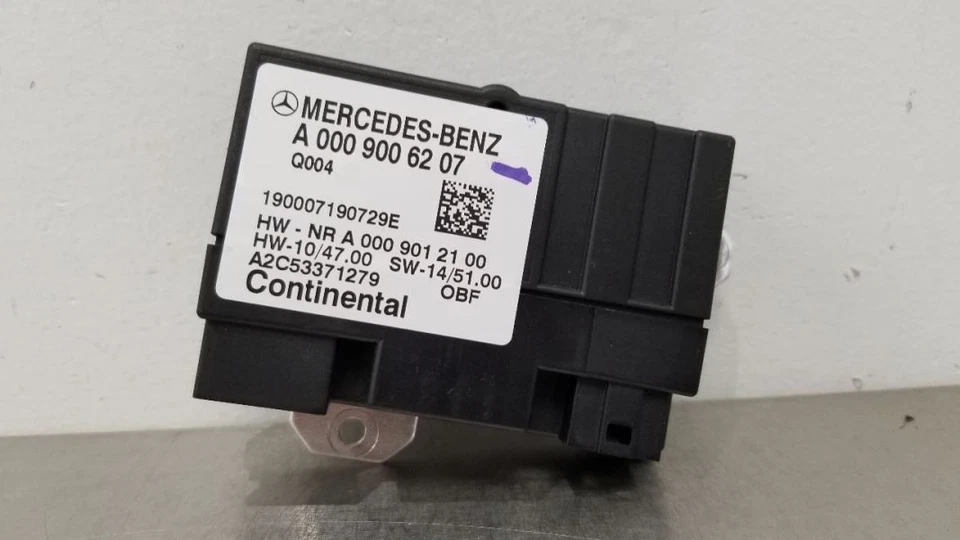 MERCEDES-BENZ
A 000 900 62 07
Q004
190007190729E
HW - NR A 000 901 21 00
HW-10/47.00 SW-14/51.00
A2C53371279 OBF
Continental